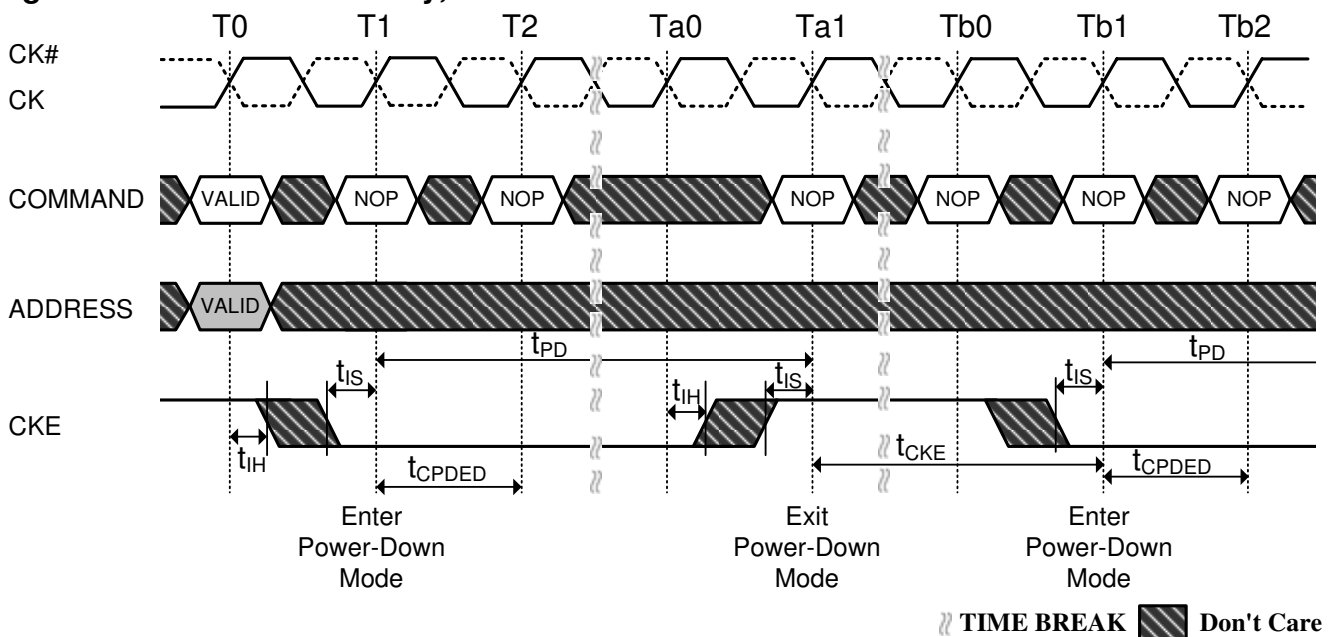 T0 T1 T2 Ta0 Ta1 Tb0 Tb1 Tb2
CK#
CK
COMMAND VALID NOP NOP NOP NOP NOP NOP
ADDRESS VALID
tPD tPD
tIS tIH tIS tIS
CKE
tIH tCPDED tCKE tCPDED
Enter
Power-Down
Mode
Exit
Power-Down
Mode
Enter
Power-Down
Mode
TIME BREAK Don't Care